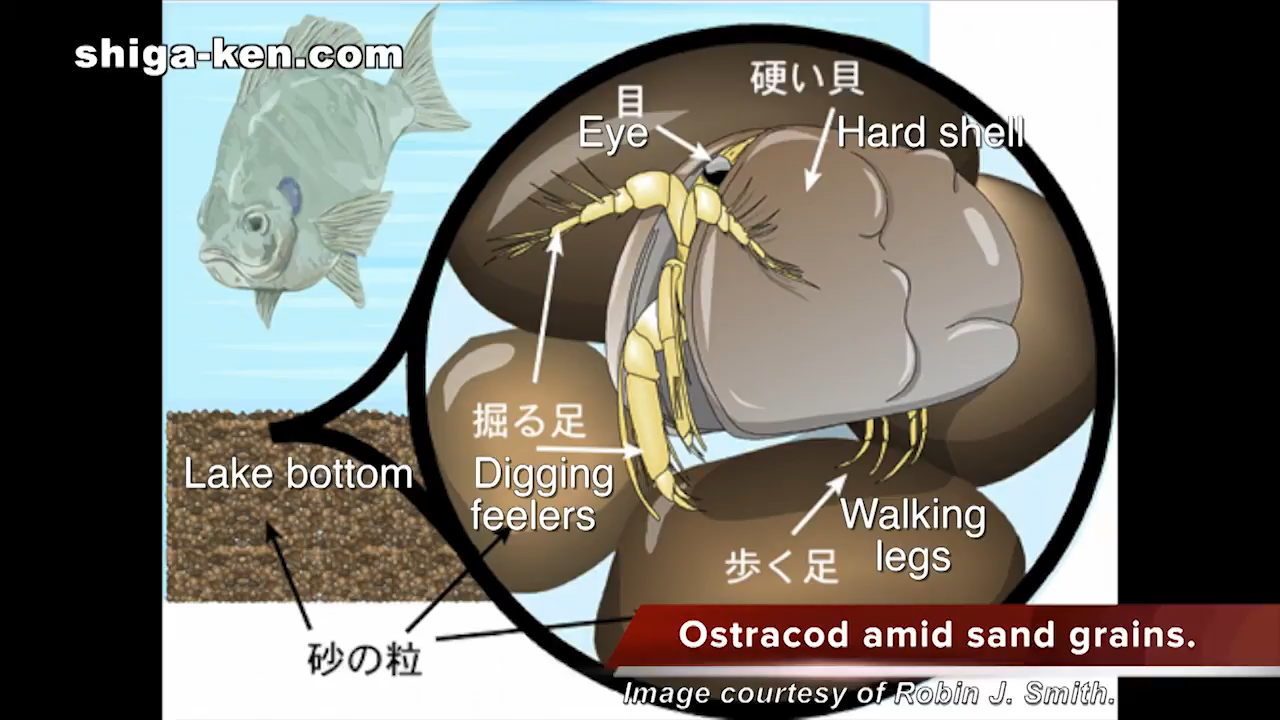 shiga-ken.com
目
Eye
硬い貝
Hard shell
掘る足
Digging
feelers
Lake bottom
Walking
legs
歩く足
砂の粒
Ostracod amid sand grains.
Image courtesy of Robin J. Smith.